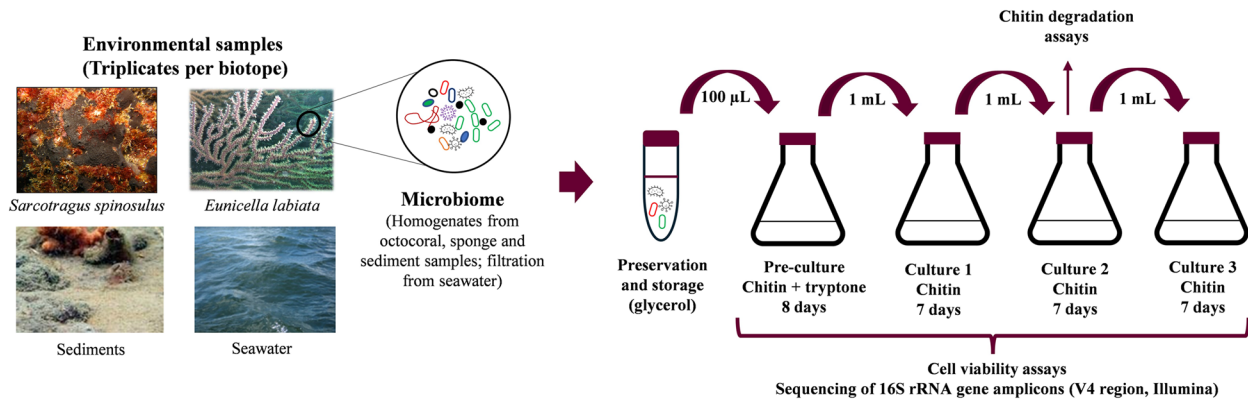 Environmental samples
(Triplicates per biotope)
Sarcotragus spinosulus
Eunicella labiata
Sediments
Seawater
Microbiome
(Homogenates from
octocoral, sponge and
sediment samples; filtration
from seawater)
Chitin degradation
assays
100 µL
1 mL
1 mL
1 mL
Preservation
and storage
(glycerol)
Pre-culture
Chitin + tryptone
8 days
Culture 1
Chitin
7 days
Culture 2
Chitin
7 days
Culture 3
Chitin
7 days
Cell viability assays
Sequencing of 16S rRNA gene amplicons (V4 region, Illumina)